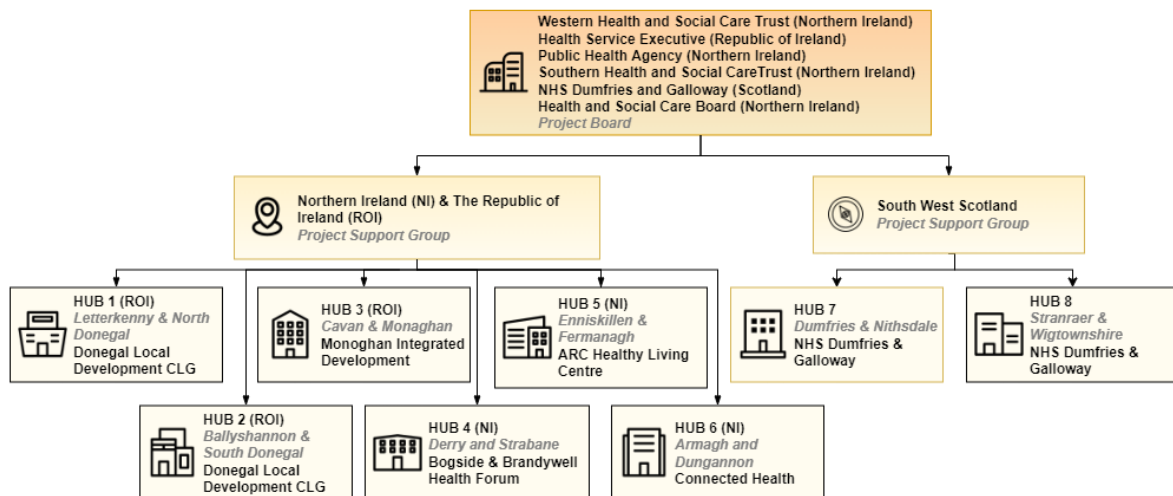 Western Health and Social Care Trust (Northern Ireland)
Health Service Executive (Republic of Ireland)
Public Health Agency (Northern Ireland)
Southern Health and Social CareTrust (Northern Ireland)
NHS Dumfries and Galloway (Scotland)
Health and Social Care Board (Northern Ireland)
Project Board
Northern Ireland (NI) & The Republic of
Ireland (ROI)
Project Support Group
South West Scotland
Project Support Group
HUB 1 (ROI)
Letterkenny & North
Donegal
Donegal Local
Development CLG
HUB 3 (ROI)
Cavan & Monaghan
Monoghan Integrated
Development
HUB 5 (NI)
Enniskillen &
Fermanagh
ARC Healthy Living
Centre
HUB 7
Dumfries & Nithsdale
NHS Dumfries &
Galloway
HUB 8
Stranraer &
Wigtownshire
NHS Dumfries &
Galloway
HUB 2 (ROI)
Ballyshannon &
South Donegal
Donegal Local
Development CLG
HUB 4 (NI)
Derry and Strabane
Bogside & Brandywell
Health Forum
HUB 6 (NI)
Armagh and
Dungannon
Connected Health